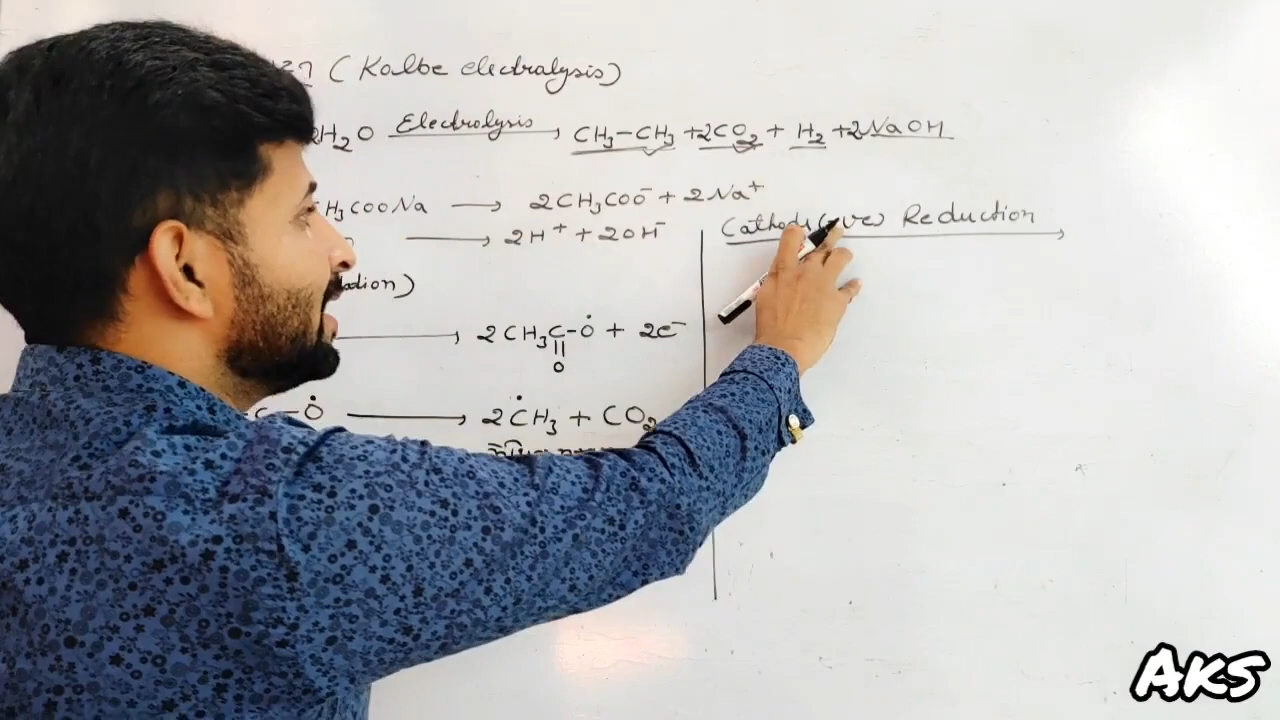 (Kolbe electralysis)
2H₂O Electrolysis → CH₃-CH₃ + 2CO₂ + H₂ + 2NaOH
H₃COONa → 2CH₃COO⁻ + 2Na⁺
→ 2H⁺ + 2OH⁻
dation)
→ 2CH₃C-Ȯ + 2e⁻
||
O
C-Ȯ → 2ĊH₃ + CO₂
Cathode (-ve) Reduction
AKS